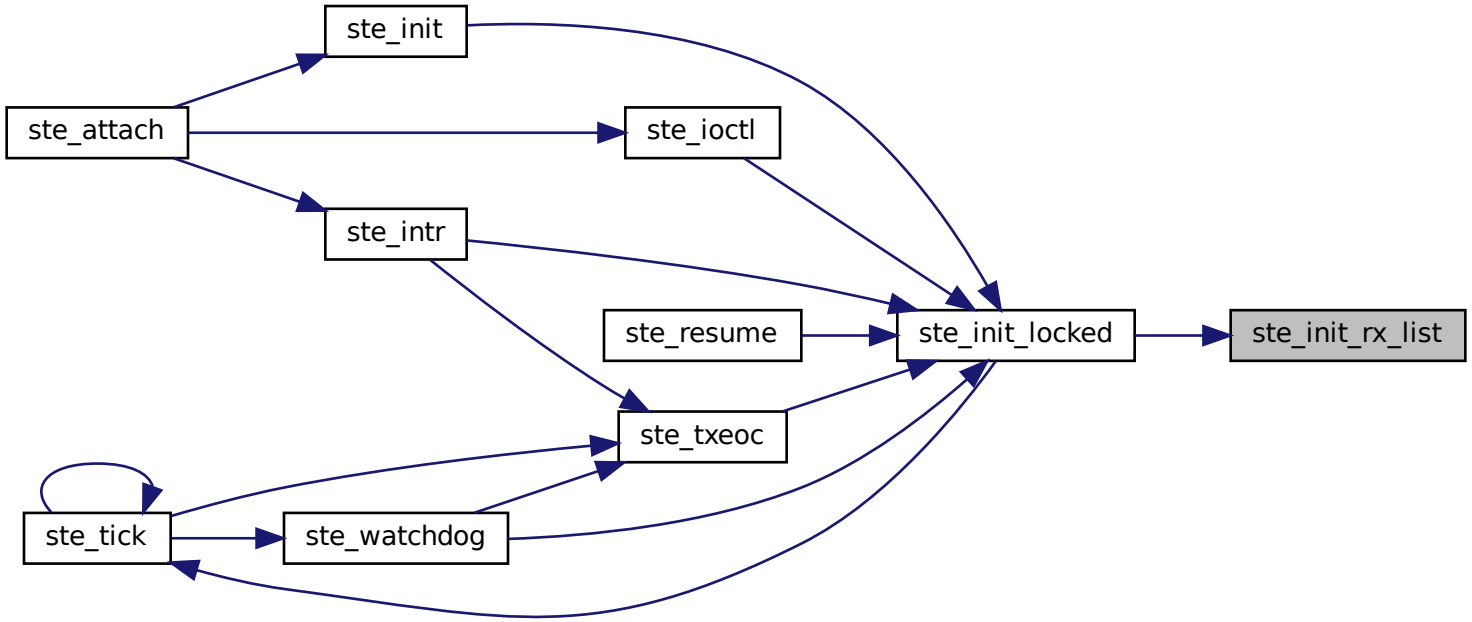 ste_init
ste_attach
ste_ioctl
ste_intr
ste_resume
ste_init_locked
ste_init_rx_list
ste_txeoc
ste_tick
ste_watchdog